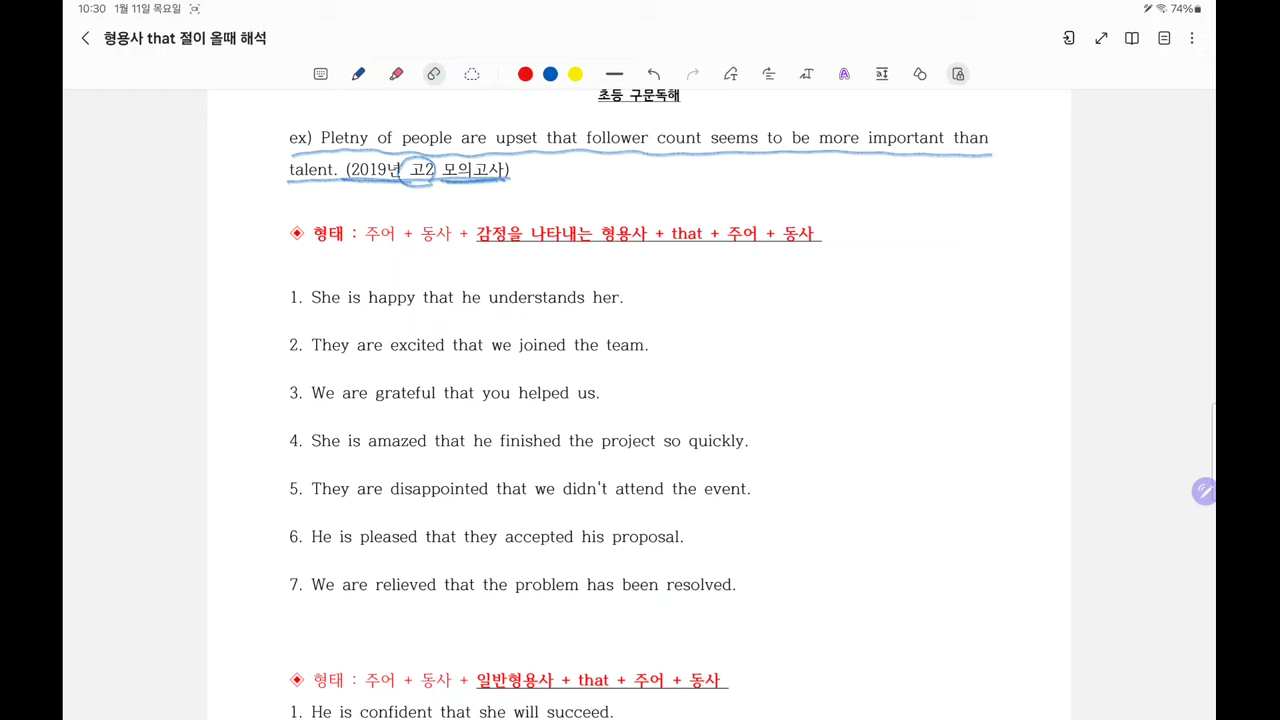 10:30 1월 11일 목요일 74%
형용사 that 절이 올때 해석
초등 구문독해
ex) Pletny of people are upset that follower count seems to be more important than
talent. (2019년 고2 모의고사)
◈ 형태 : 주어 + 동사 + 감정을 나타내는 형용사 + that + 주어 + 동사
1. She is happy that he understands her.
2. They are excited that we joined the team.
3. We are grateful that you helped us.
4. She is amazed that he finished the project so quickly.
5. They are disappointed that we didn't attend the event.
6. He is pleased that they accepted his proposal.
7. We are relieved that the problem has been resolved.
◈ 형태 : 주어 + 동사 + 일반형용사 + that + 주어 + 동사
1. He is confident that she will succeed.